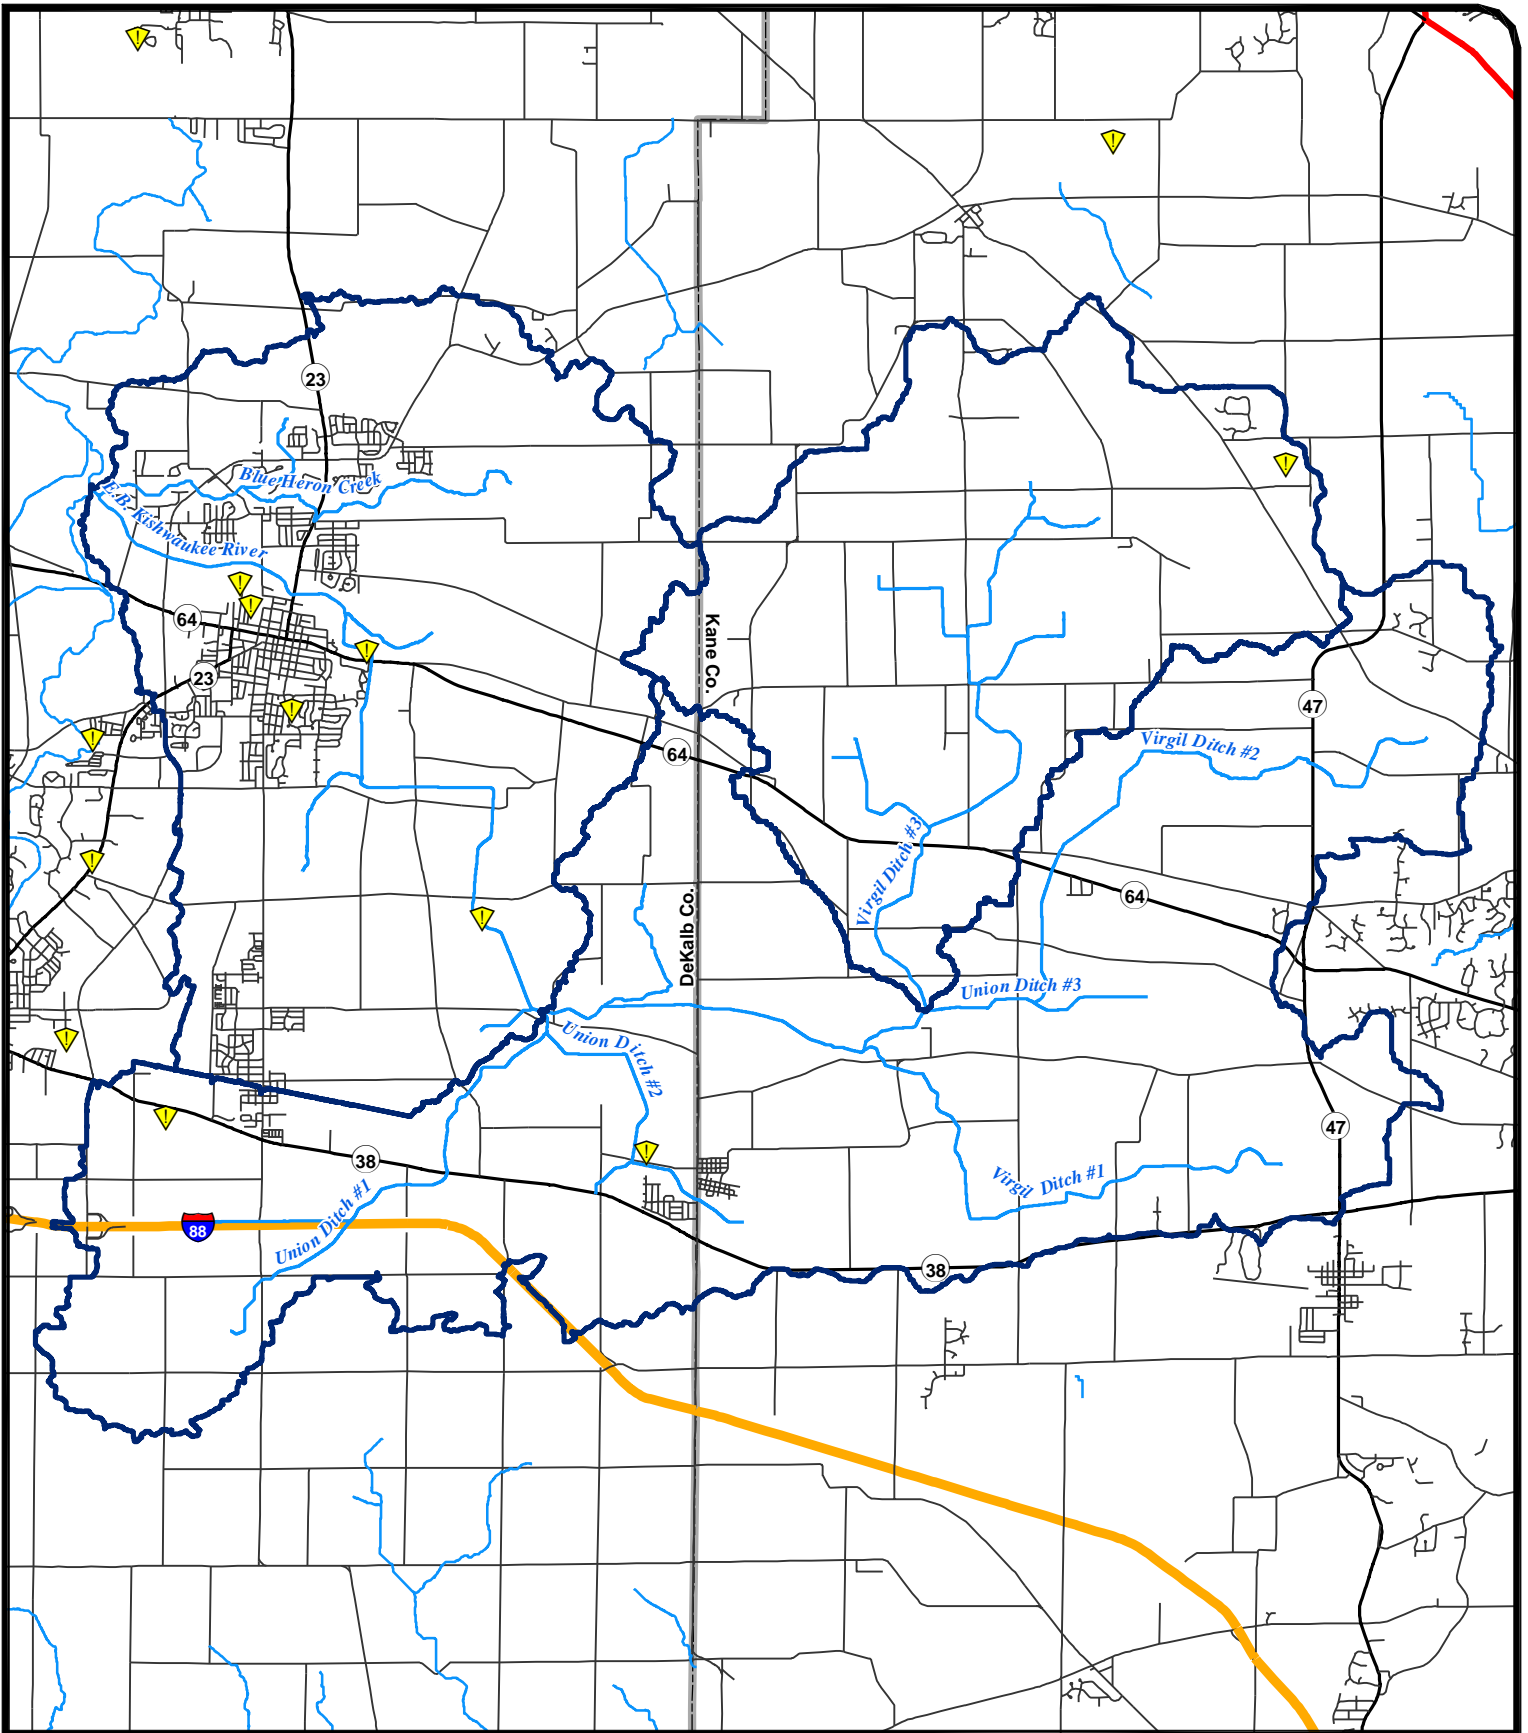 !
!
23
!
Blue Heron Creek
E.B. Kishwaukee River
!
!
64
Kane Co.
!
23
47
!
!
Virgil Ditch #2
64
!
Virgil Ditch #3
64
!
DeKalb Co.
Union Ditch #3
Union Ditch #2
!
!
47
!
38
Virgil Ditch #1
Union Ditch #1
88
38